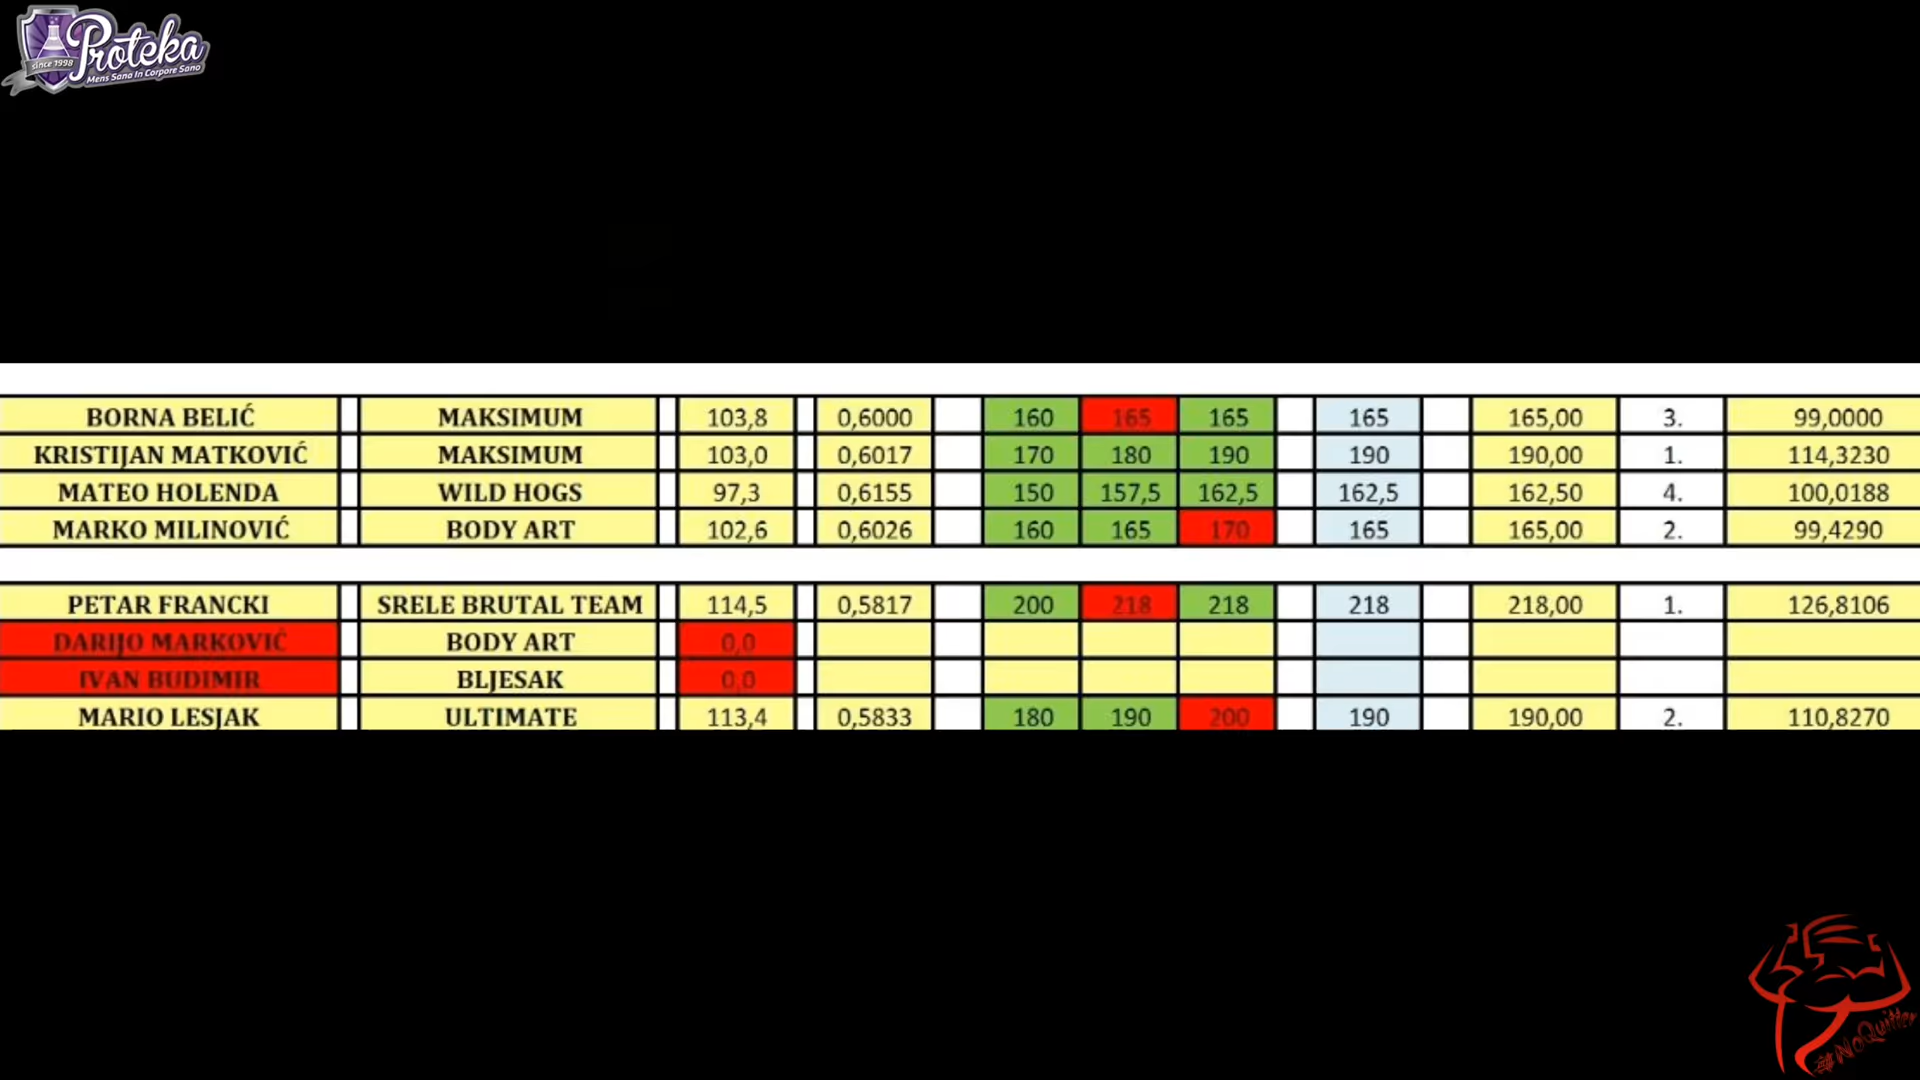 Proteka
since 1998
Mens Sana In Corpore Sano
BORNA BELIĆ MAKSIMUM 103,8 0,6000 160 165 165 165 165,00 3. 99,0000
KRISTIJAN MATKOVIĆ MAKSIMUM 103,0 0,6017 170 180 190 190 190,00 1. 114,3230
MATEO HOLENDA WILD HOGS 97,3 0,6155 150 157,5 162,5 162,5 162,50 4. 100,0188
MARKO MILINOVIĆ BODY ART 102,6 0,6026 160 165 170 165 165,00 2. 99,4290
PETAR FRANCKI SRELE BRUTAL TEAM 114,5 0,5817 200 218 218 218 218,00 1. 126,8106
DARIJO MARKOVIĆ BODY ART 0,0
IVAN BUDIMIR BLJESAK 0,0
MARIO LESJAK ULTIMATE 113,4 0,5833 180 190 200 190 190,00 2. 110,8270
#NoQuitter